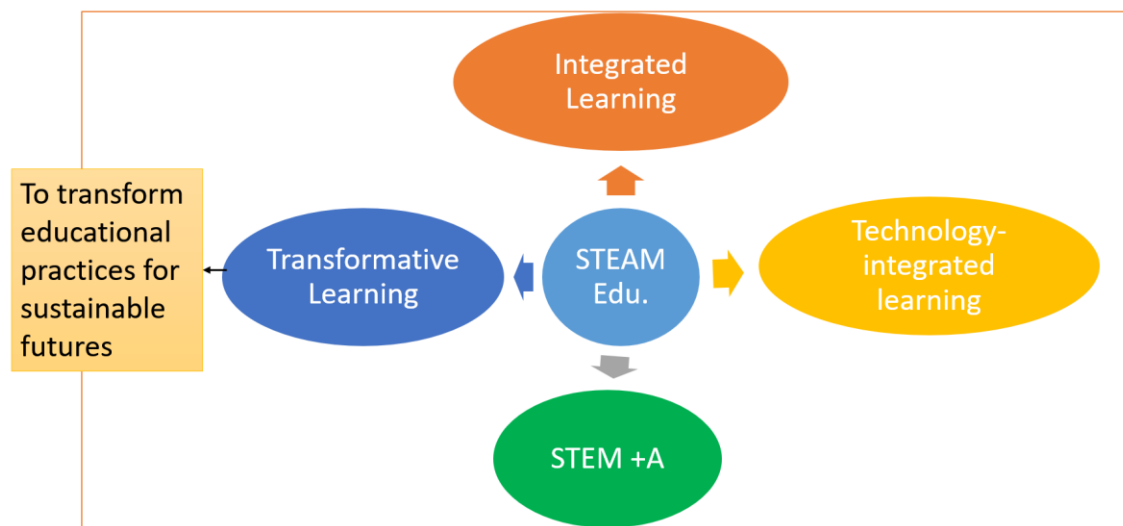 Integrated
Learning
To transform
educational
practices for
sustainable
futures
Transformative
Learning
STEAM
Edu.
Technology-
integrated
learning
STEM +A